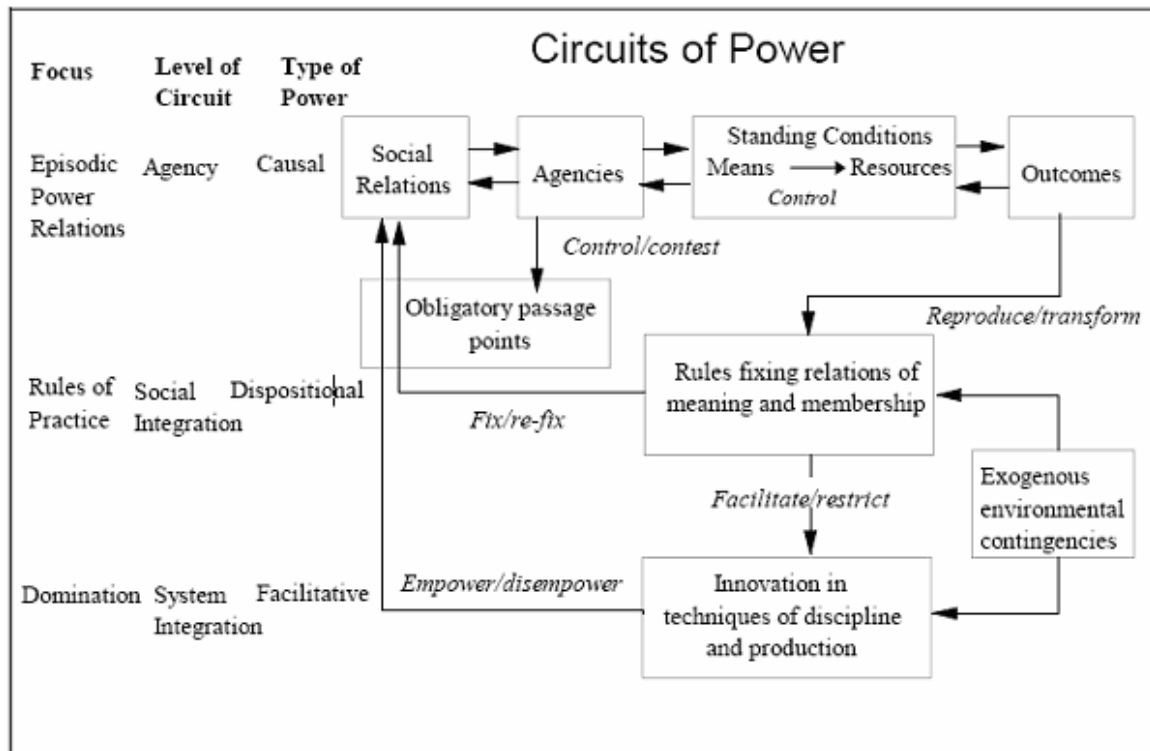 Circuits of Power
Focus
Level of
Circuit
Type of
Power
Episodic
Power
Relations
Agency
Causal
Social
Relations
Agencies
Standing Conditions
Means
Resources
Control
Outcomes
Control/contest
Obligatory passage
points
Reproduce/transform
Rules of
Practice
Social
Integration
Dispositional
Rules fixing relations of
meaning and membership
Fix/re-fix
Facilitate/restrict
Exogenous
environmental
contingencies
Domination
System
Integration
Facilitative
Empower/disempower
Innovation in
techniques of discipline
and production